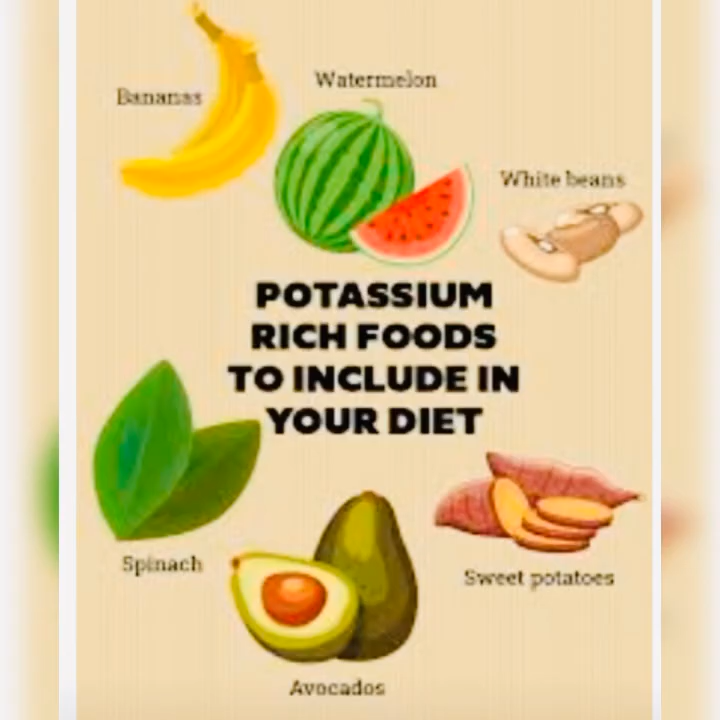 Bananas
Watermelon
White beans
POTASSIUM
RICH FOODS
TO INCLUDE IN
YOUR DIET
Spinach
Sweet potatoes
Avocados